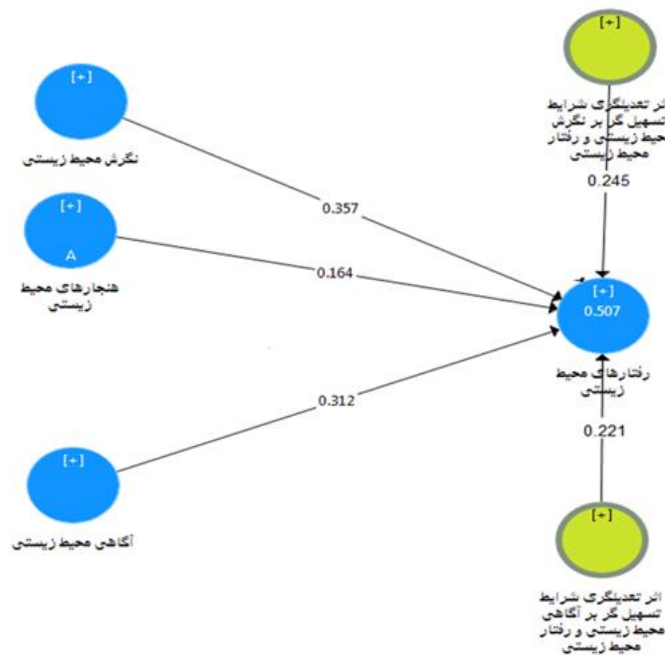 [+]
نگرش محیط زیستی
[+]
A
هنجارهای محیط
زیستی
[+]
آگاهی محیط زیستی
0.357
0.164
0.312
[+]
اثر تعدیلگری شرایط
تسهیل گر بر نگرش
محیط زیستی و رفتار
محیط زیستی
0.245
[+]
0.507
رفتارهای محیط
زیستی
0.221
[+]
اثر تعدیلگری شرایط
تسهیل گر بر آگاهی
محیط زیستی و رفتار
محیط زیستی